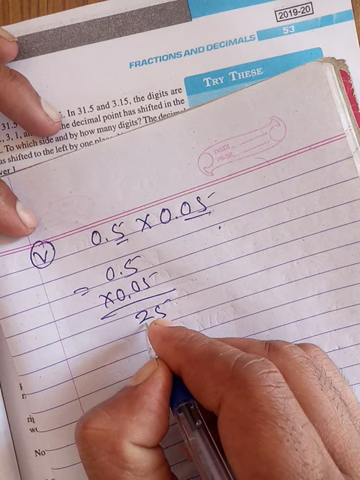 2019-20
FRACTIONS AND DECIMALS 53
TRY THESE
In 31.5 and 3.15, the digits are
the decimal point has shifted in the
To which side and by how many digits? The decimal
shifted to the left by one
(v) 0.5 × 0.05
= 0.5
×0.05
25
No